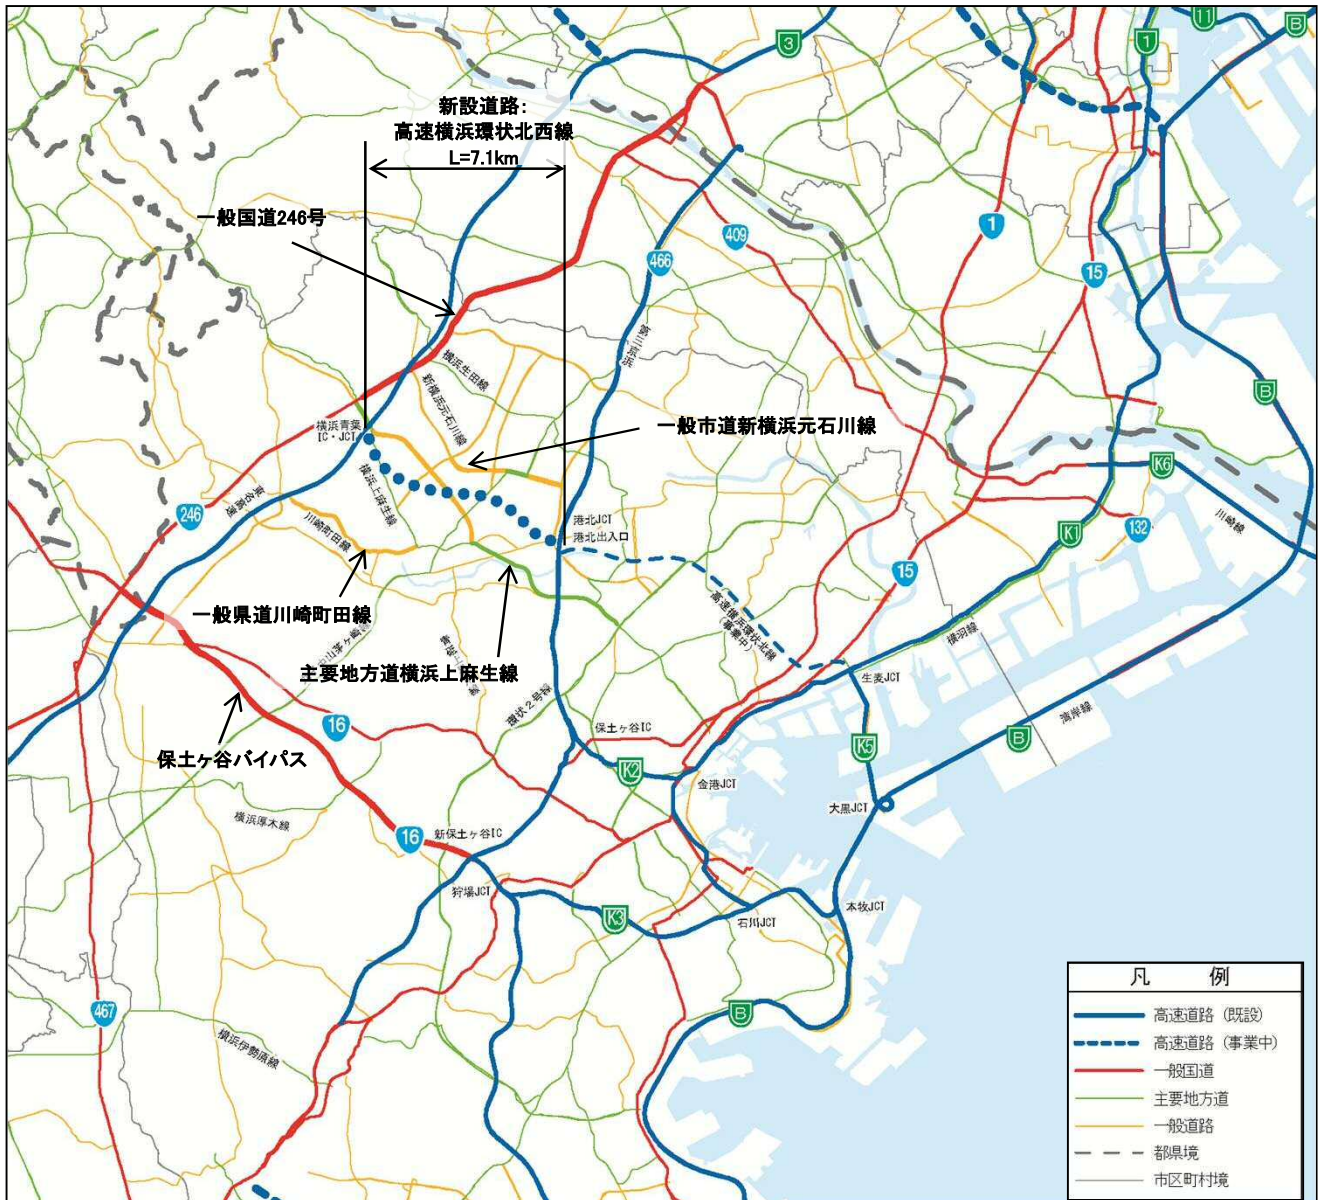 11
B
1
3
新設道路:
高速横浜環状北西線
L=7.1km
一般国道246号
409
1
466
15
第三京浜
横浜生田線
新横浜元石川線
B
横浜青葉
IC・JCT
一般市道新横浜元石川線
K6
横浜上麻生線
246
東名高速
川崎町田線
港北JCT
港北出入口
川崎線
132
K1
15
一般県道川崎町田線
高速横浜環状北線
(事業中)
横羽線
主要地方道横浜上麻生線
生麦JCT
環状2号線
16
保土ヶ谷IC
湾岸線
B
K5
保土ヶ谷バイパス
K2
金港JCT
大黒JCT
横浜厚木線
16
新保土ヶ谷IC
狩場JCT
K3
石川JCT
本牧JCT
467
B
横浜伊勢原線
凡 例
高速道路(既設)
高速道路(事業中)
一般国道
主要地方道
一般道路
都県境
市区町村境